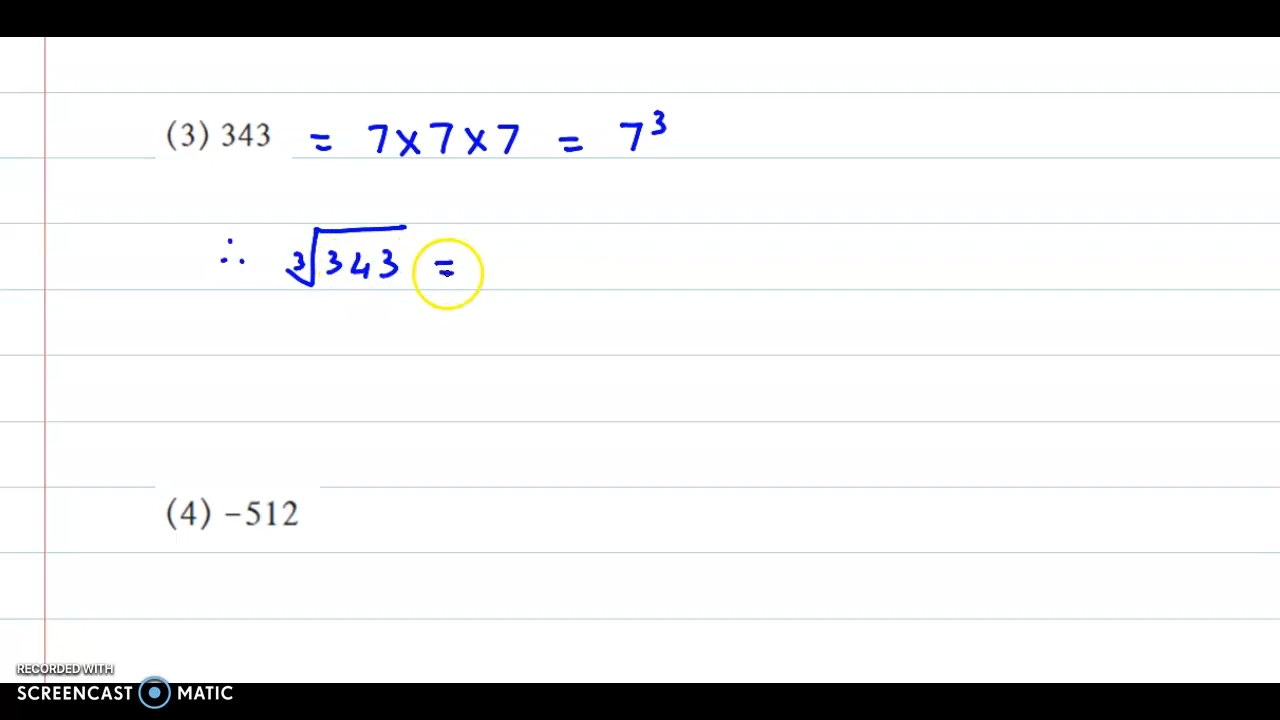 (3) 343 = 7 × 7 × 7 = 7³
∴ ∛343 =
(4) −512
RECORDED WITH
SCREENCAST MATIC